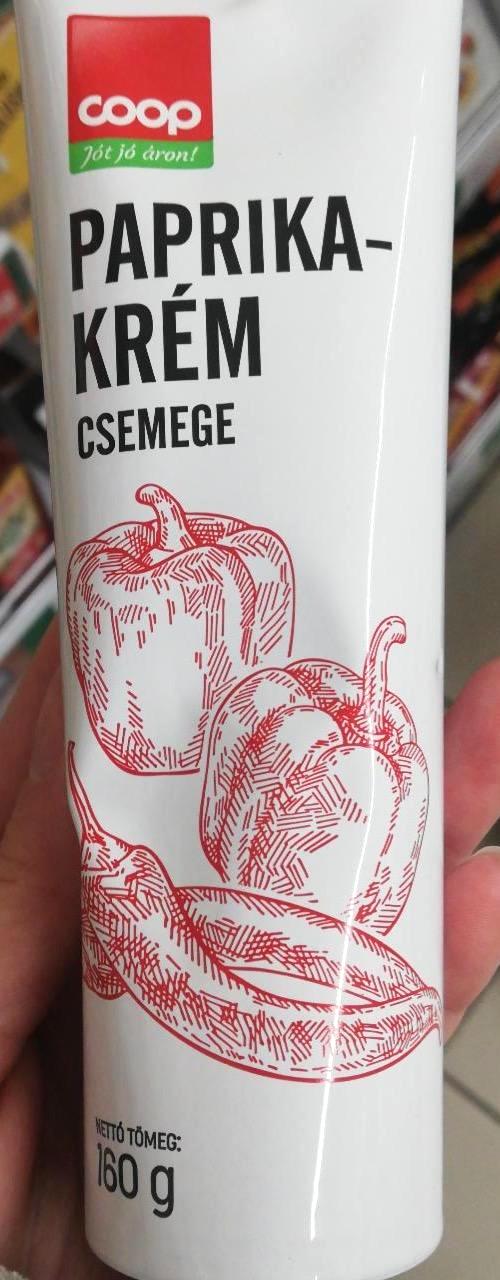 coop
Jót jó áron!
PAPRIKA-
KRÉM
CSEMEGE
NETTÓ TÖMEG:
160 g